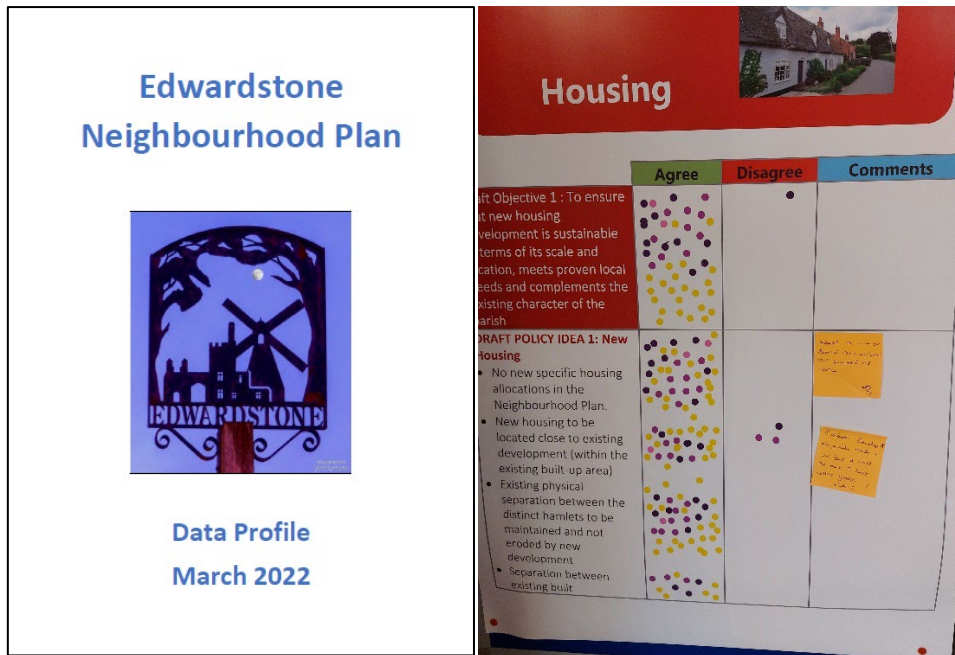 Edwardstone
Neighbourhood Plan
EDWARDSTONE
Data Profile
March 2022
Housing
Agree Disagree Comments
aft Objective 1 : To ensure
at new housing
evelopment is sustainable
terms of its scale and
cation, meets proven local
eeds and complements the
xisting character of the
parish
DRAFT POLICY IDEA 1: New
Housing
• No new specific housing
allocations in the
Neighbourhood Plan.
• New housing to be
located close to existing
development (within the
existing built-up area)
• Existing physical
separation between the
distinct hamlets to be
maintained and not
eroded by new
development
• Separation between
existing built